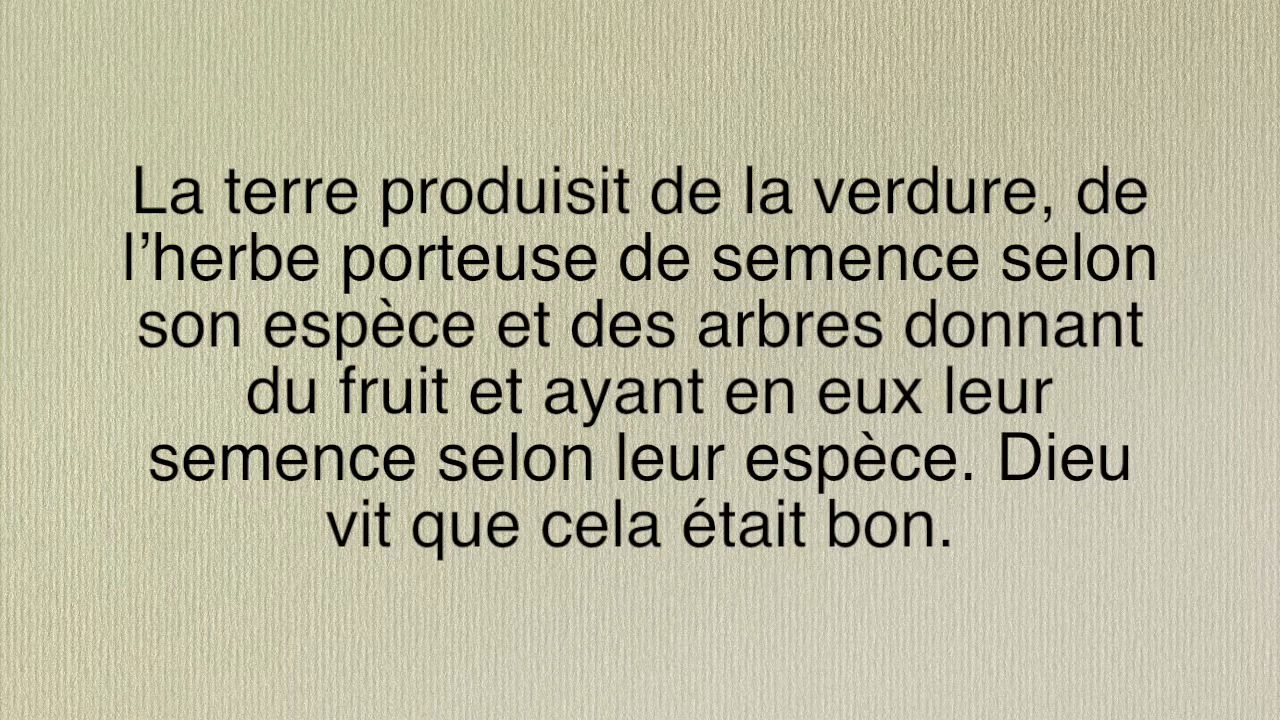 La terre produisit de la verdure, de
l’herbe porteuse de semence selon
son espèce et des arbres donnant
du fruit et ayant en eux leur
semence selon leur espèce. Dieu
vit que cela était bon.